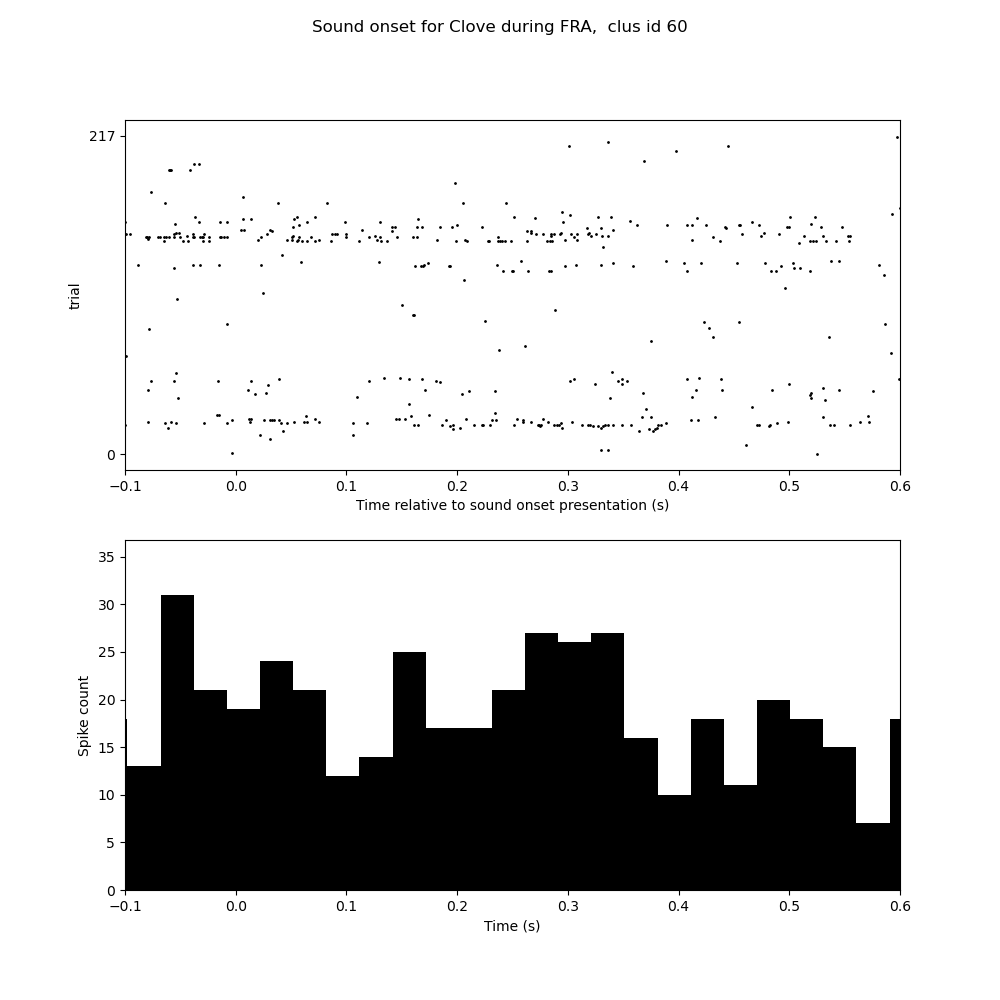 Sound onset for Clove during FRA,  clus id 60
217
trial
0
−0.1 0.0 0.1 0.2 0.3 0.4 0.5 0.6
Time relative to sound onset presentation (s)
35
30
25
20
Spike count
15
10
5
0
−0.1 0.0 0.1 0.2 0.3 0.4 0.5 0.6
Time (s)